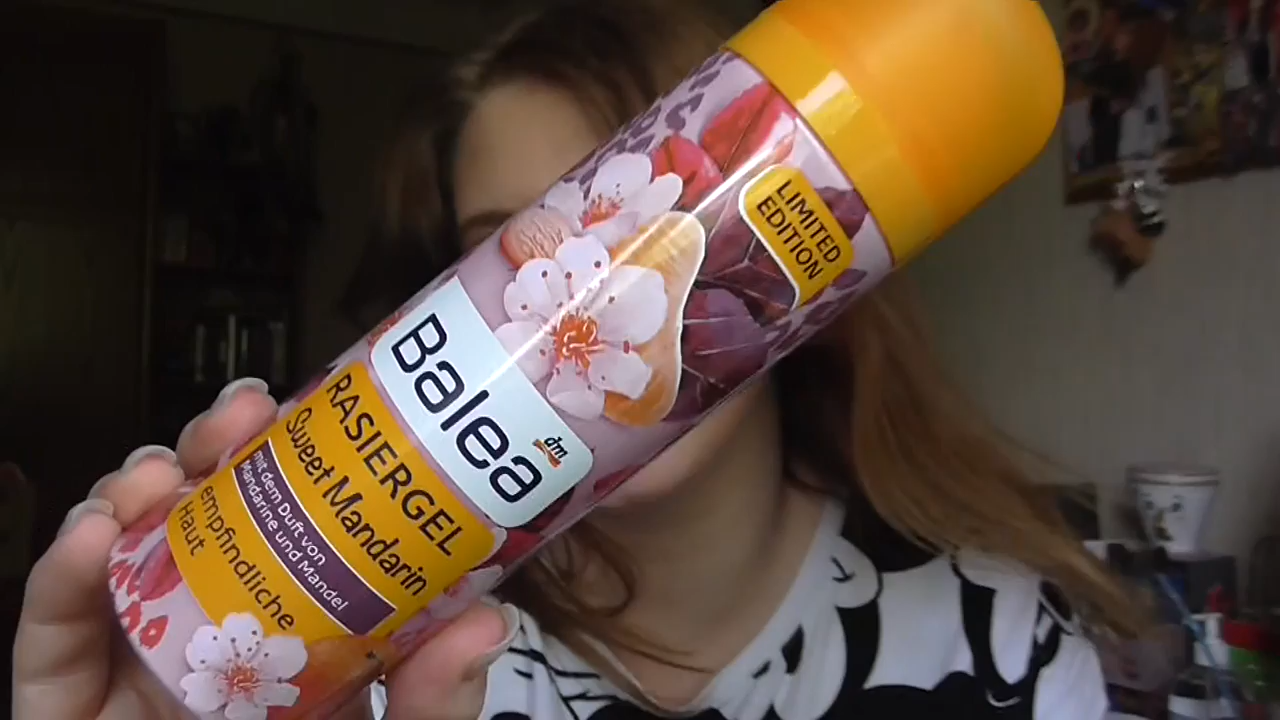 LIMITED
EDITION
Balea
dm
RASIERGEL
Sweet Mandarin
mit dem Duft von
Mandarine und Mandel
empfindliche
Haut